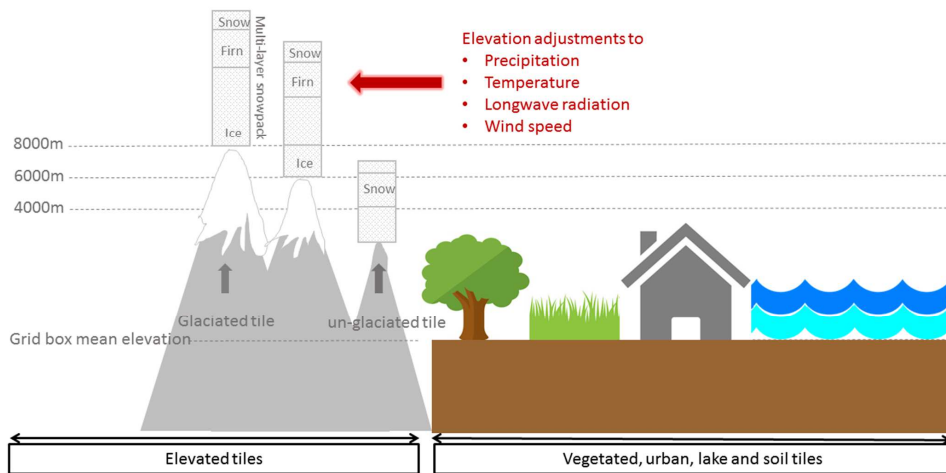 Snow
Firn
Ice
Multi-layer snowpack
Snow
Firn
Ice
Snow
Elevation adjustments to
• Precipitation
• Temperature
• Longwave radiation
• Wind speed
8000m
6000m
4000m
Glaciated tile
un-glaciated tile
Grid box mean elevation
Elevated tiles
Vegetated, urban, lake and soil tiles